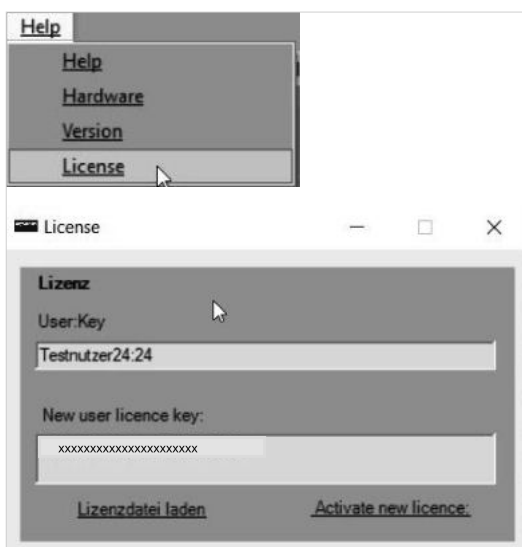 Help
Help
Hardware
Version
License
License
Lizenz
User:Key
Testnutzer24:24
New user licence key:
xxxxxxxxxxxxxxxxxxxxxx
Lizenzdatei laden Activate new licence: